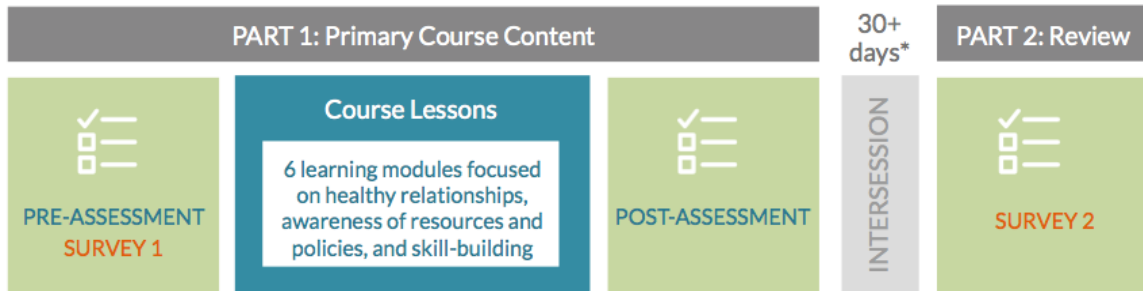 PART 1: Primary Course Content
30+
days*
PART 2: Review
PRE-ASSESSMENT
SURVEY 1
Course Lessons
6 learning modules focused
on healthy relationships,
awareness of resources and
policies, and skill-building
POST-ASSESSMENT
INTERSESSION
SURVEY 2